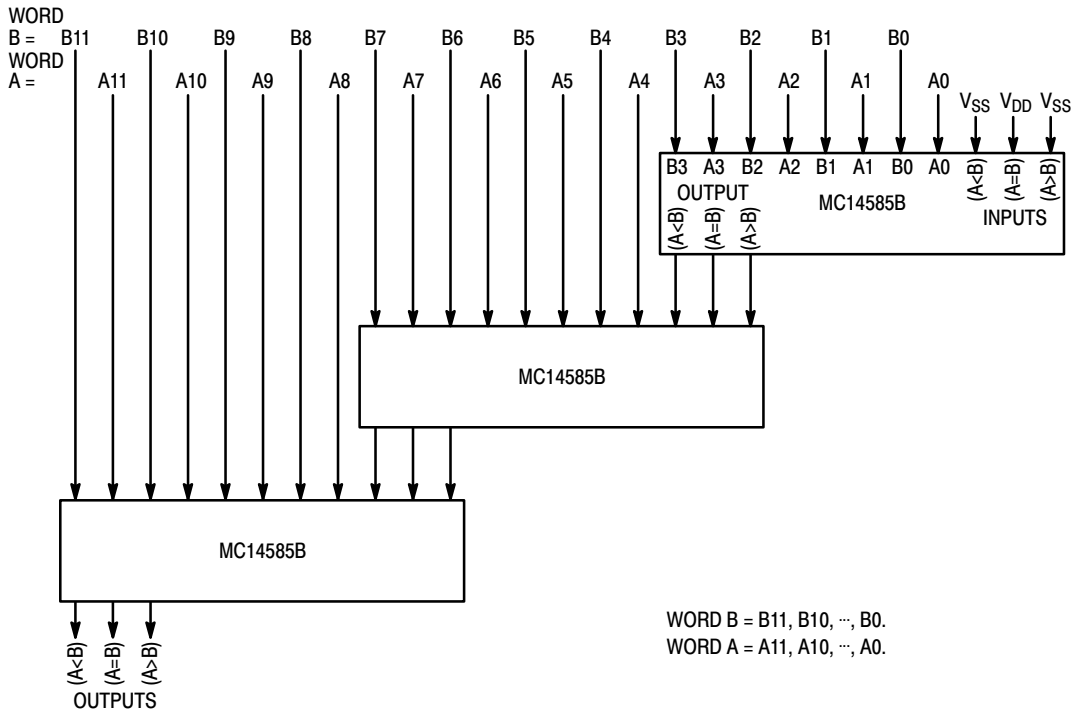 WORD
B = B11 B10 B9 B8 B7 B6 B5 B4 B3 B2 B1 B0
WORD
A = A11 A10 A9 A8 A7 A6 A5 A4 A3 A2 A1 A0
VSS VDD VSS
B3 A3 B2 A2 B1 A1 B0 A0 (A<B) (A=B) (A>B)
OUTPUT
MC14585B
INPUTS
(A<B) (A=B) (A>B)
MC14585B
MC14585B
(A<B) (A=B) (A>B)
OUTPUTS
WORD B = B11, B10, ···, B0.
WORD A = A11, A10, ···, A0.